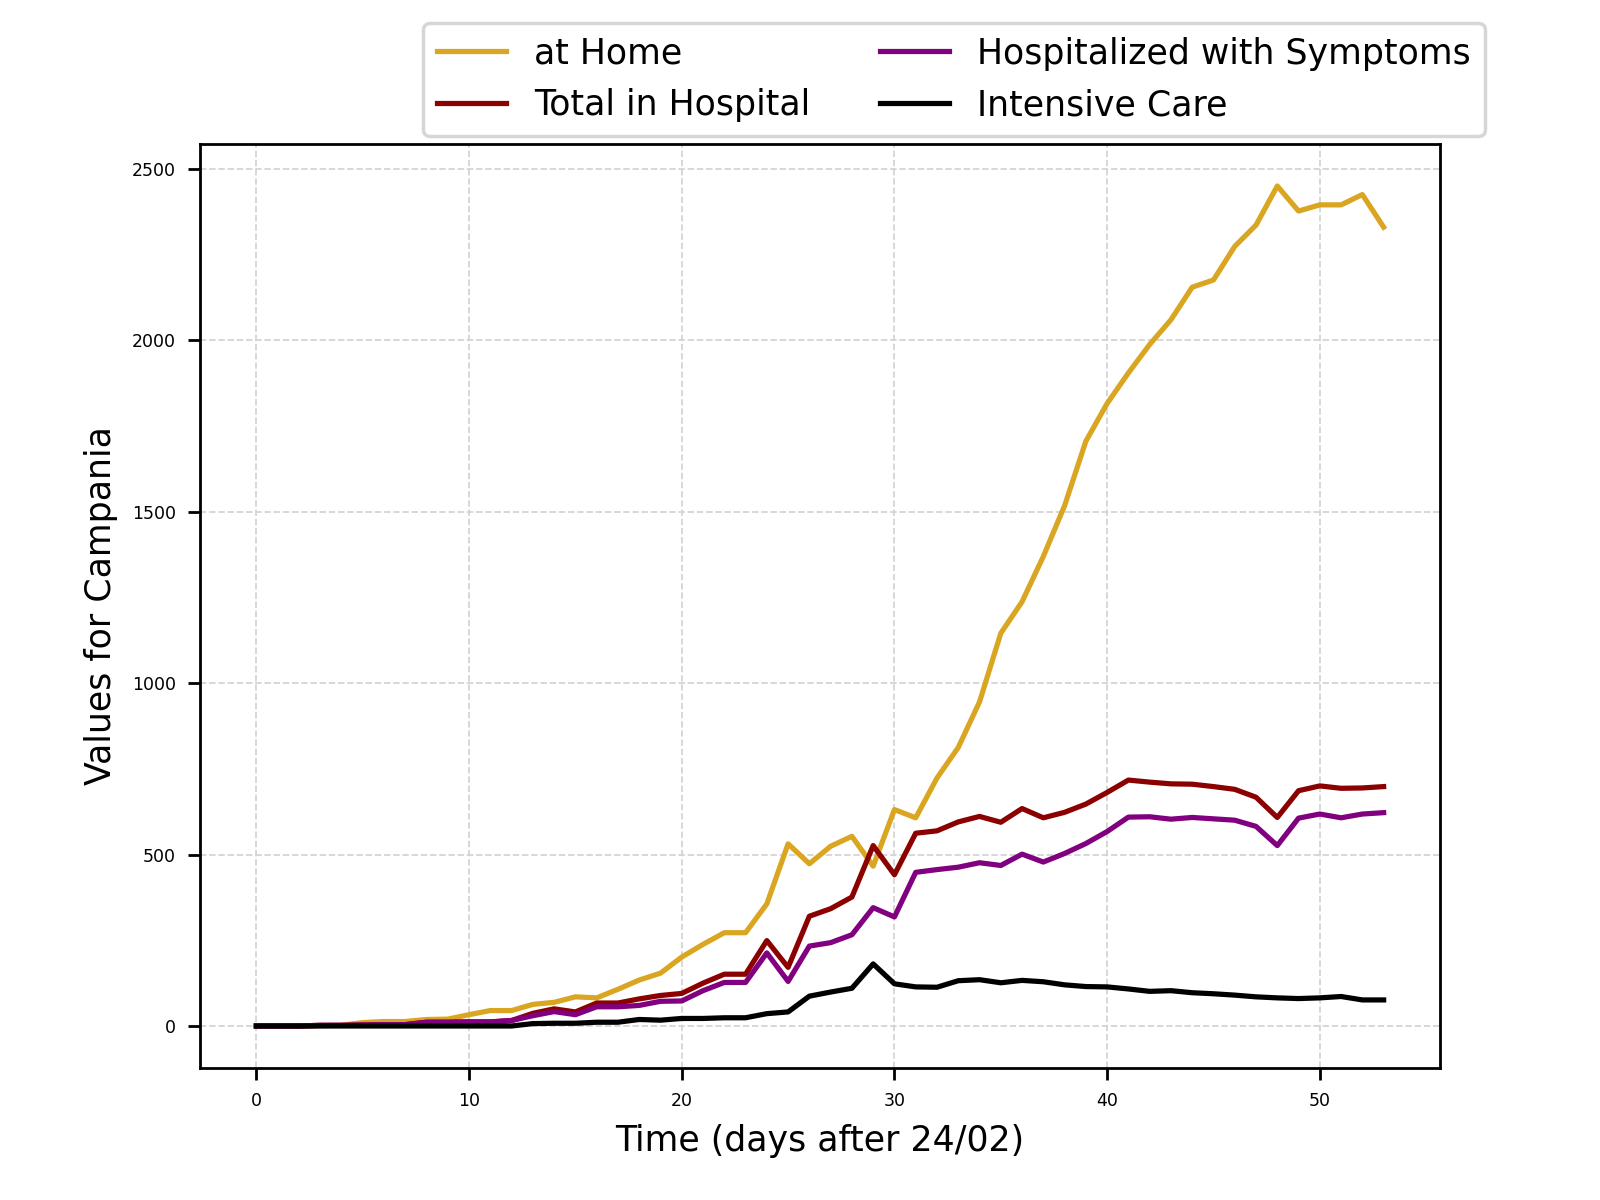 at Home
Total in Hospital
Hospitalized with Symptoms
Intensive Care
2500
2000
1500
1000
500
0
Values for Campania
0 10 20 30 40 50
Time (days after 24/02)